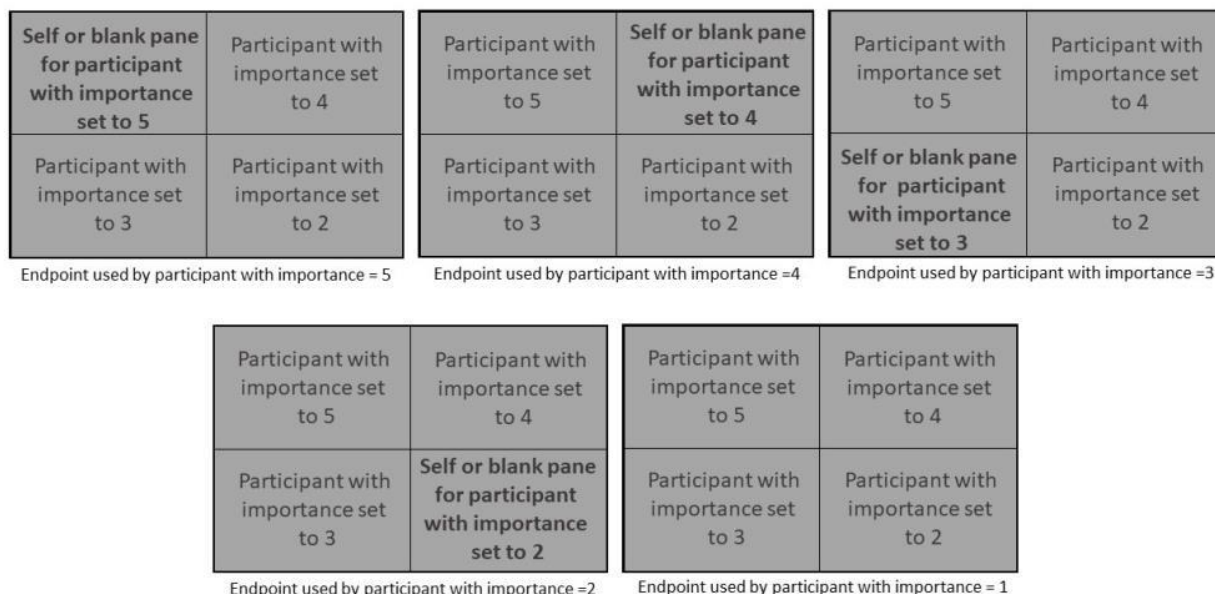 Self or blank pane
for participant
with importance
set to 5
Participant with
importance set
to 4
Participant with
importance set
to 3
Participant with
importance set
to 2
Endpoint used by participant with importance = 5
Participant with
importance set
to 5
Self or blank pane
for participant
with importance
set to 4
Participant with
importance set
to 3
Participant with
importance set
to 2
Endpoint used by participant with importance =4
Participant with
importance set
to 5
Participant with
importance set
to 4
Self or blank pane
for participant
with importance
set to 3
Participant with
importance set
to 2
Endpoint used by participant with importance =3
Participant with
importance set
to 5
Participant with
importance set
to 4
Participant with
importance set
to 3
Self or blank pane
for participant
with importance
set to 2
Endpoint used by participant with importance =2
Participant with
importance set
to 5
Participant with
importance set
to 4
Participant with
importance set
to 3
Participant with
importance set
to 2
Endpoint used by participant with importance = 1